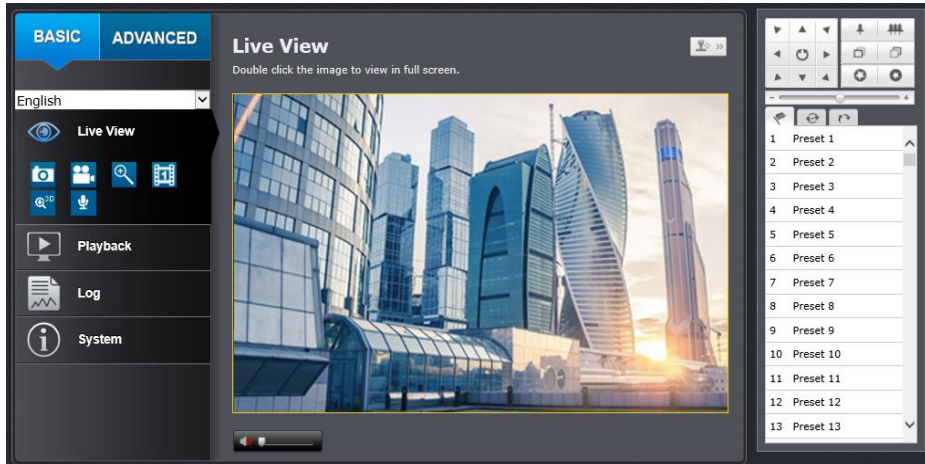 BASIC
ADVANCED
English
Live View
3D
1
Playback
Log
System
Live View
Double click the image to view in full screen.
1 Preset 1
2 Preset 2
3 Preset 3
4 Preset 4
5 Preset 5
6 Preset 6
7 Preset 7
8 Preset 8
9 Preset 9
10 Preset 10
11 Preset 11
12 Preset 12
13 Preset 13